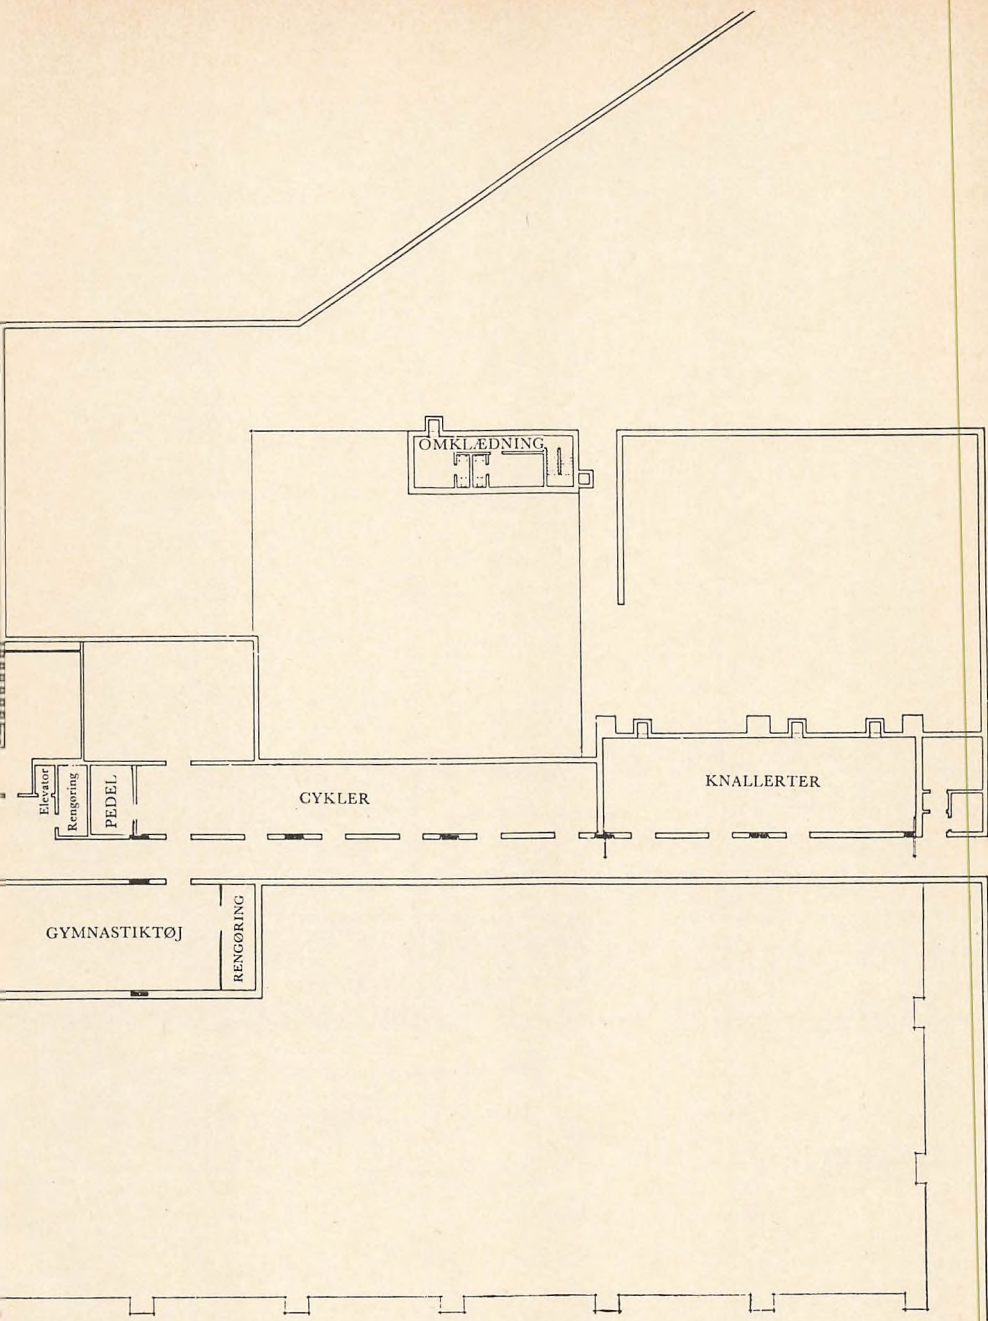 OMKLÆDNING
Elevator
Rengøring
PEDEL
CYKLER
KNALLERTER
GYMNASTIKTØJ
RENGØRING